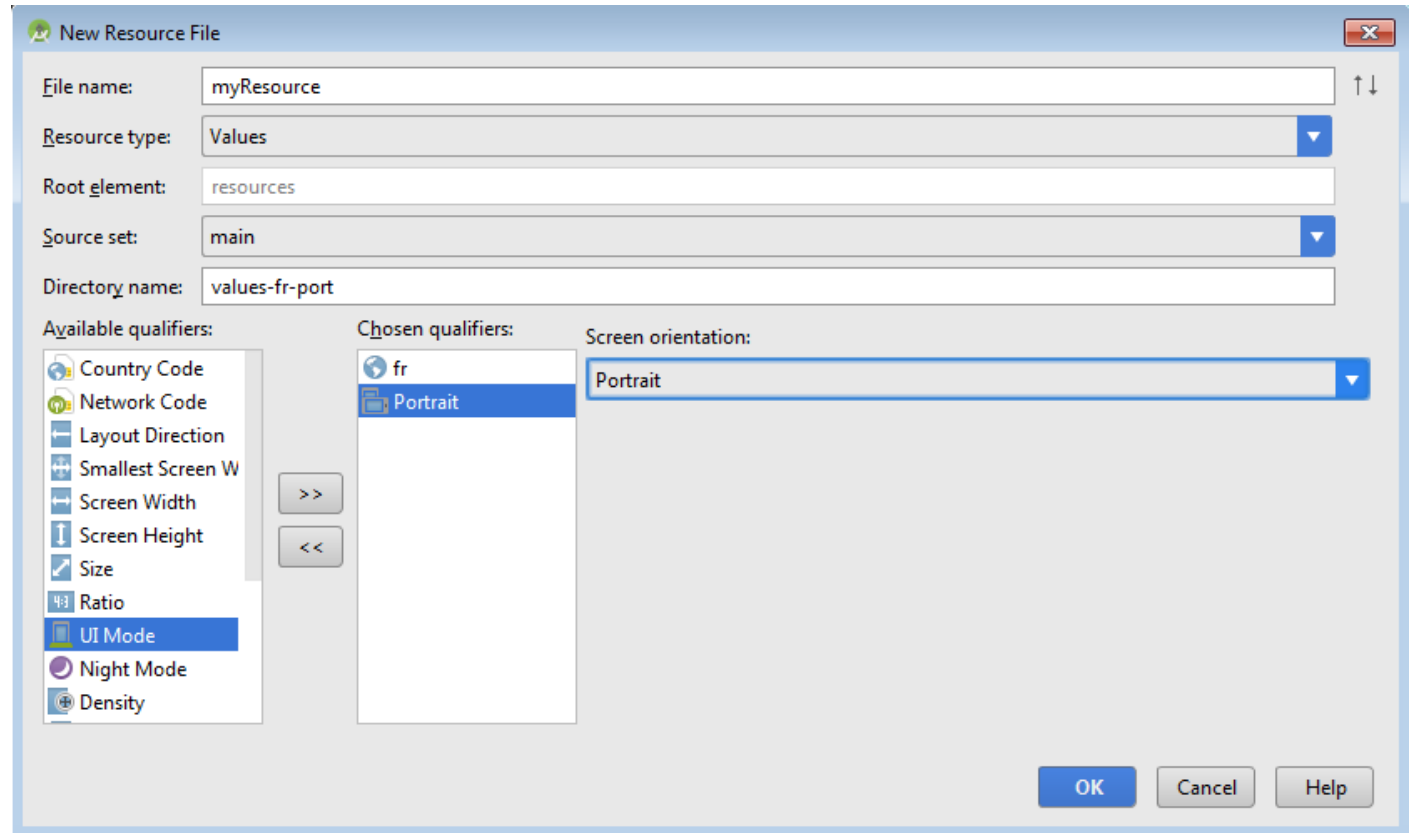 New Resource File
File name: myResource ↑↓
Resource type: Values
Root element: resources
Source set: main
Directory name: values-fr-port
Available qualifiers: Chosen qualifiers: Screen orientation:
Country Code fr Portrait
Network Code Portrait
Layout Direction
Smallest Screen W
Screen Width >>
Screen Height <<
Size
4:3 Ratio
UI Mode
Night Mode
Density
OK Cancel Help